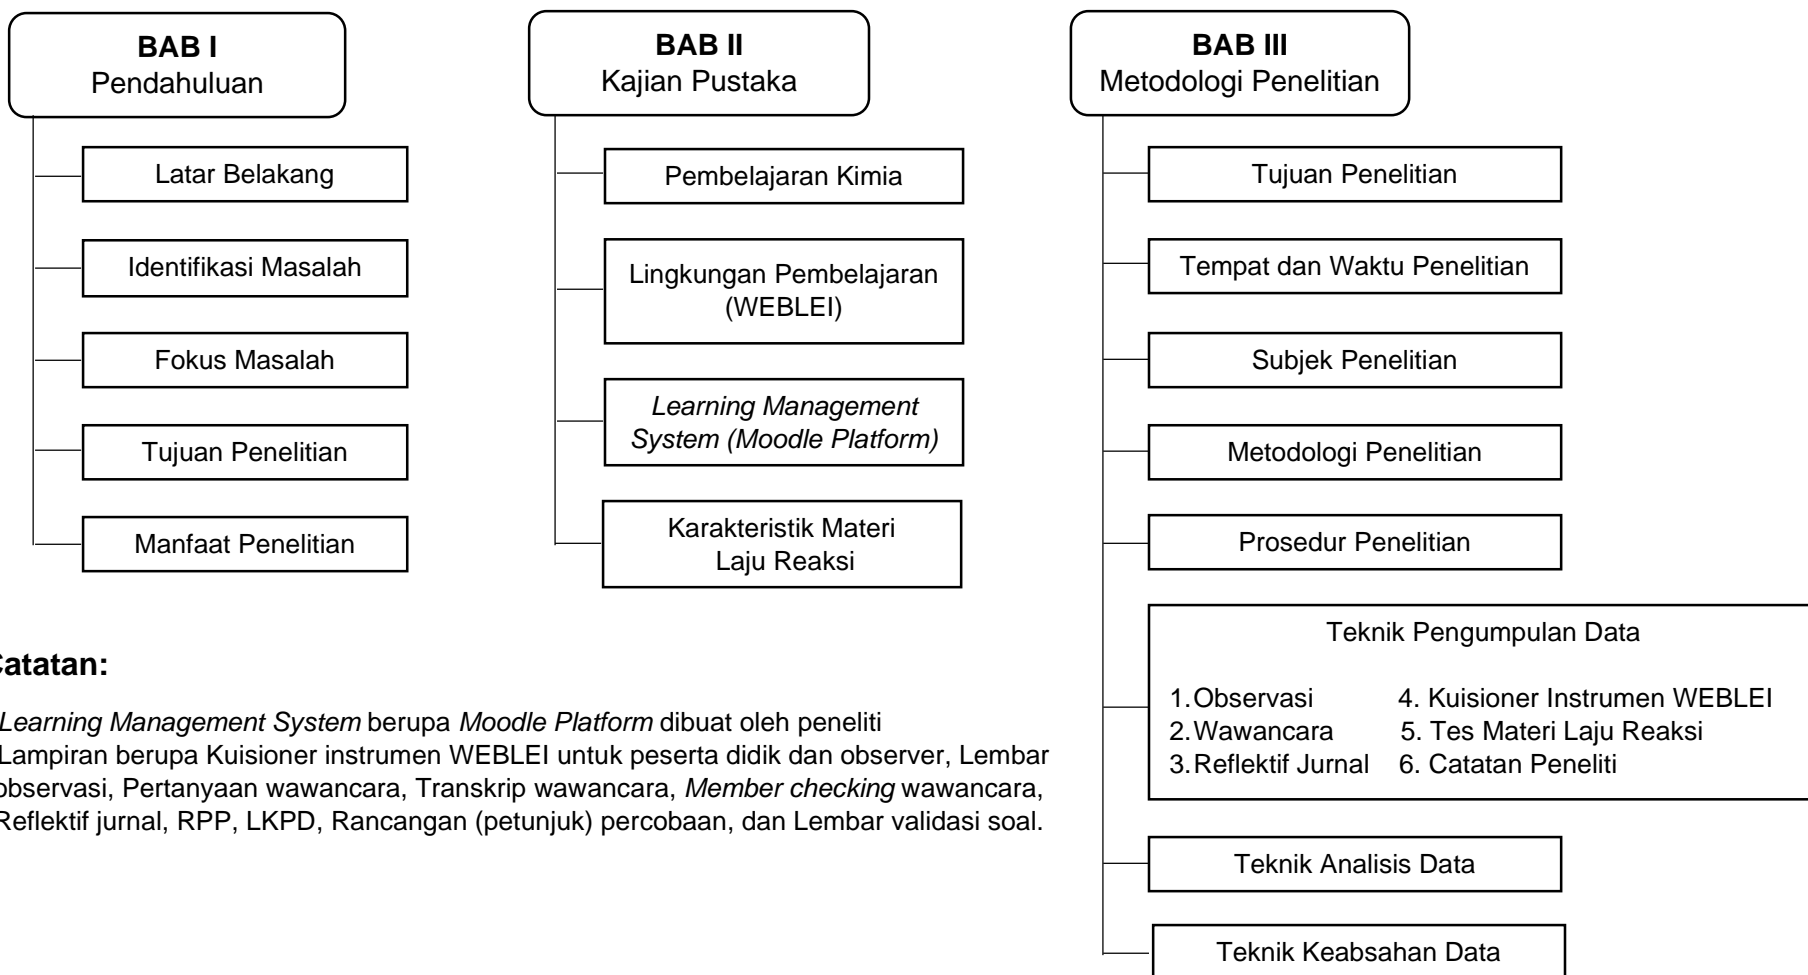 BAB I
Pendahuluan
Latar Belakang
Identifikasi Masalah
Fokus Masalah
Tujuan Penelitian
Manfaat Penelitian
BAB II
Kajian Pustaka
Pembelajaran Kimia
Lingkungan Pembelajaran
(WEBLEI)
Learning Management
System (Moodle Platform)
Karakteristik Materi
Laju Reaksi
BAB III
Metodologi Penelitian
Tujuan Penelitian
Tempat dan Waktu Penelitian
Subjek Penelitian
Metodologi Penelitian
Prosedur Penelitian
Teknik Pengumpulan Data
1. Observasi
2. Wawancara
3. Reflektif Jurnal
4. Kuisioner Instrumen WEBLEI
5. Tes Materi Laju Reaksi
6. Catatan Peneliti
Teknik Analisis Data
Teknik Keabsahan Data
Catatan:
Learning Management System berupa Moodle Platform dibuat oleh peneliti
Lampiran berupa Kuisioner instrumen WEBLEI untuk peserta didik dan observer, Lembar
observasi, Pertanyaan wawancara, Transkrip wawancara, Member checking wawancara,
Reflektif jurnal, RPP, LKPD, Rancangan (petunjuk) percobaan, dan Lembar validasi soal.